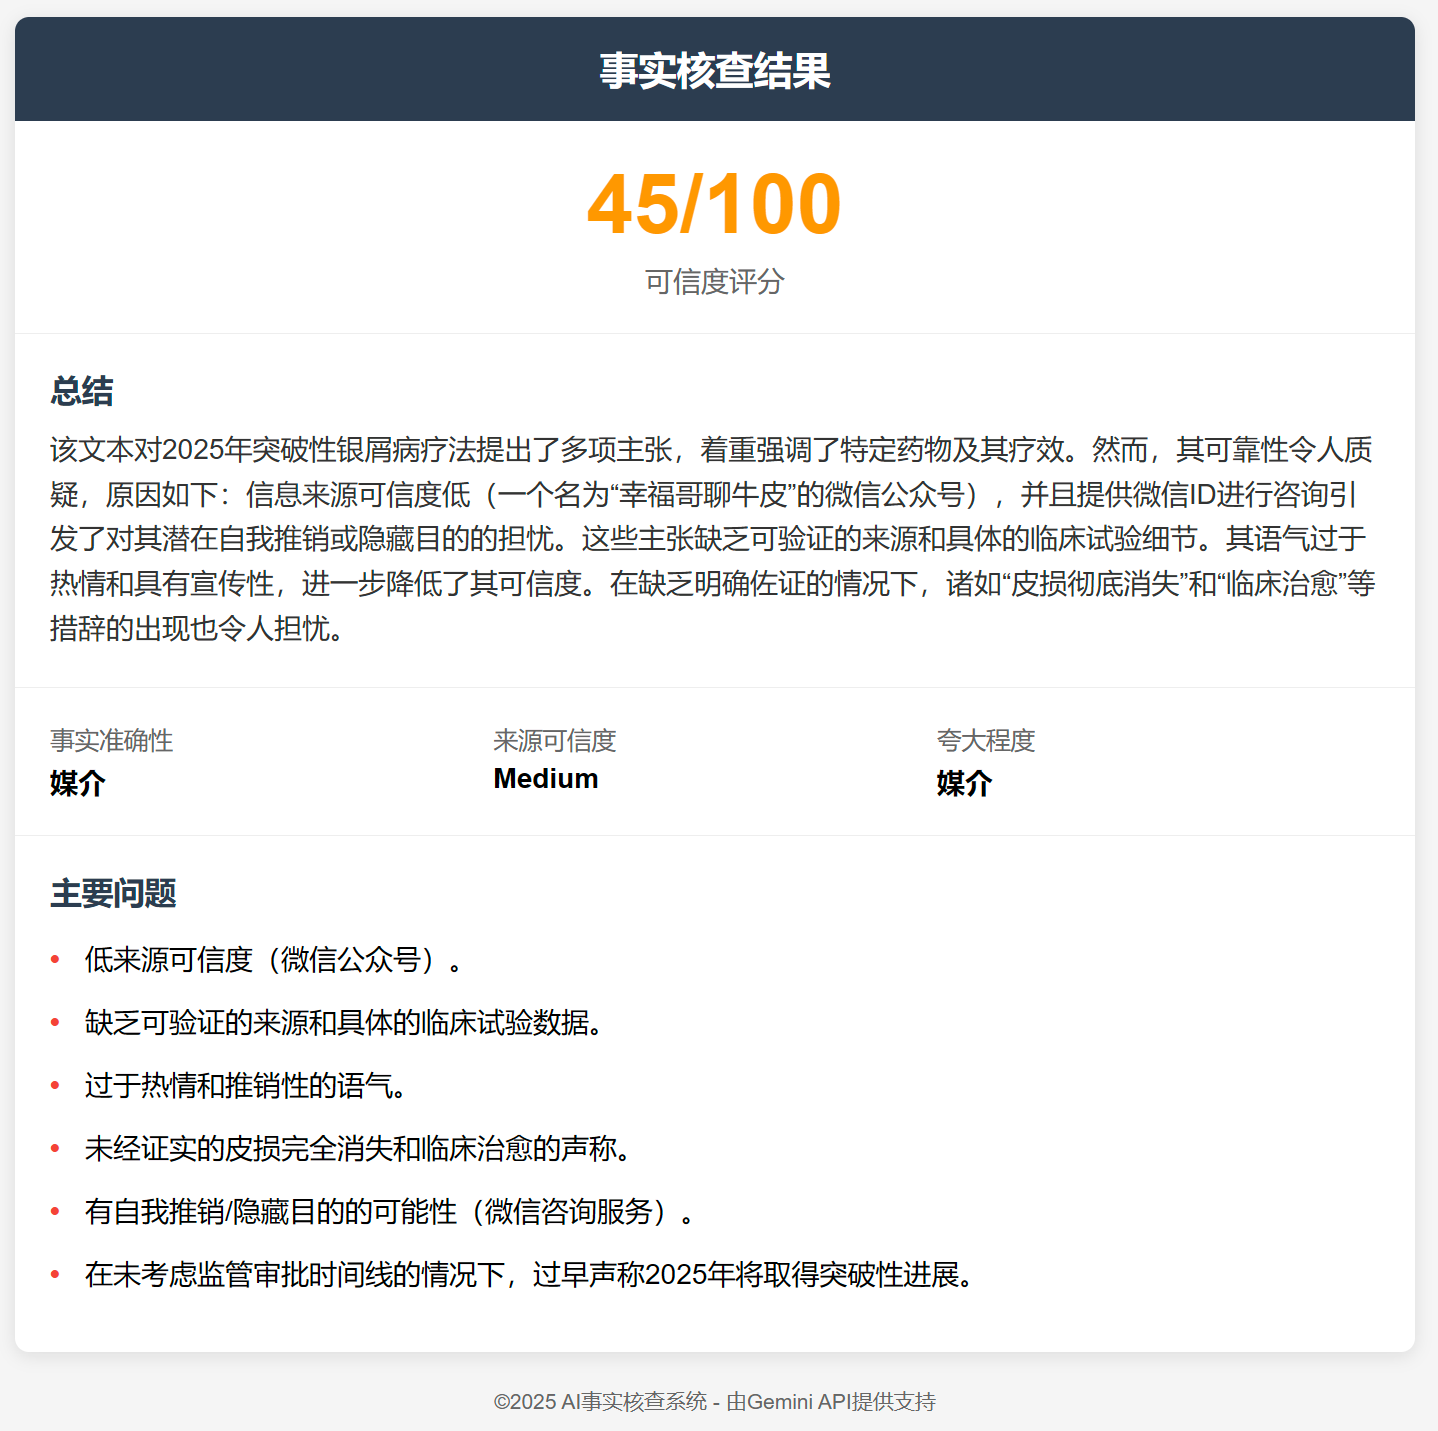 事实核查结果
45/100
可信度评分
总结
该文本对2025年突破性银屑病疗法提出了多项主张，着重强调了特定药物及其疗效。然而，其可靠性令人质
疑，原因如下：信息来源可信度低（一个名为“幸福哥聊牛皮”的微信公众号），并且提供微信ID进行咨询引
发了对其潜在自我推销或隐藏目的的担忧。这些主张缺乏可验证的来源和具体的临床试验细节。其语气过于
热情和具有宣传性，进一步降低了其可信度。在缺乏明确佐证的情况下，诸如“皮损彻底消失”和“临床治愈”等
措辞的出现也令人担忧。
事实准确性
媒介
来源可信度
Medium
夸大程度
媒介
主要问题
• 低来源可信度（微信公众号）。
• 缺乏可验证的来源和具体的临床试验数据。
• 过于热情和推销性的语气。
• 未经证实的皮损完全消失和临床治愈的声称。
• 有自我推销/隐藏目的的可能性（微信咨询服务）。
• 在未考虑监管审批时间线的情况下，过早声称2025年将取得突破性进展。
©2025 AI事实核查系统 - 由Gemini API提供支持